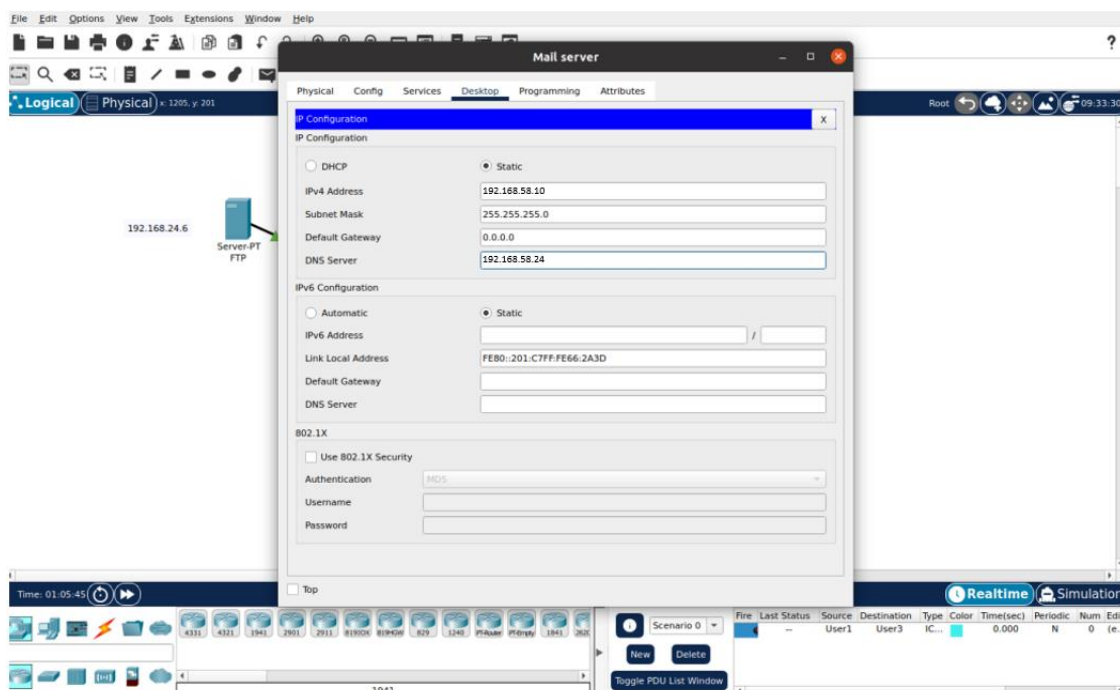 File Edit Options View Tools Extensions Window Help
?
Mail server
Physical Config Services Desktop Programming Attributes
Logical Physical x: 1205, y: 201
Root 09:33:30
IP Configuration
X
IP Configuration
DHCP
Static
IPv4 Address 192.168.58.10
Subnet Mask 255.255.255.0
Default Gateway 0.0.0.0
DNS Server 192.168.58.24
192.168.24.6
Server-PT
FTP
IPv6 Configuration
Automatic
Static
IPv6 Address /
Link Local Address FE80::201:C7FF:FE66:2A3D
Default Gateway
DNS Server
802.1X
Use 802.1X Security
Authentication MD5
Username
Password
Top
Time: 01:05:45
Realtime Simulation
4331 4321 1941 2901 2911 819IOX 819HGW 829 1240 PT-Router PT-Empty 1841
Scenario 0
New Delete
Toggle PDU List Window
Fire Last Status Source Destination Type Color Time(sec) Periodic Num Edi
-- User1 User3 IC... 0.000 N 0 (e.
1941